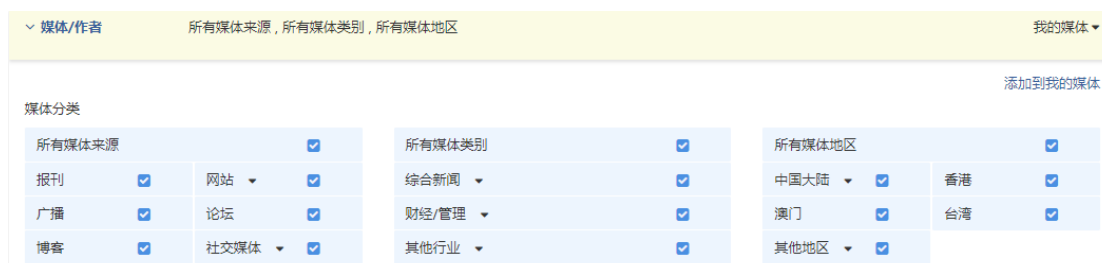 媒体/作者 所有媒体来源 , 所有媒体类别 , 所有媒体地区 我的媒体
添加到我的媒体
媒体分类
所有媒体来源 所有媒体类别 所有媒体地区
报刊 网站 综合新闻 中国大陆 香港
广播 论坛 财经/管理 澳门 台湾
博客 社交媒体 其他行业 其他地区